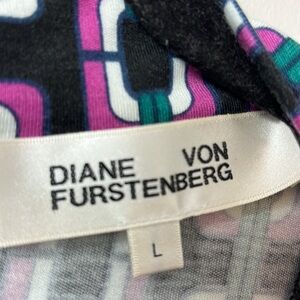 DIANE VON
FURSTENBERG
L